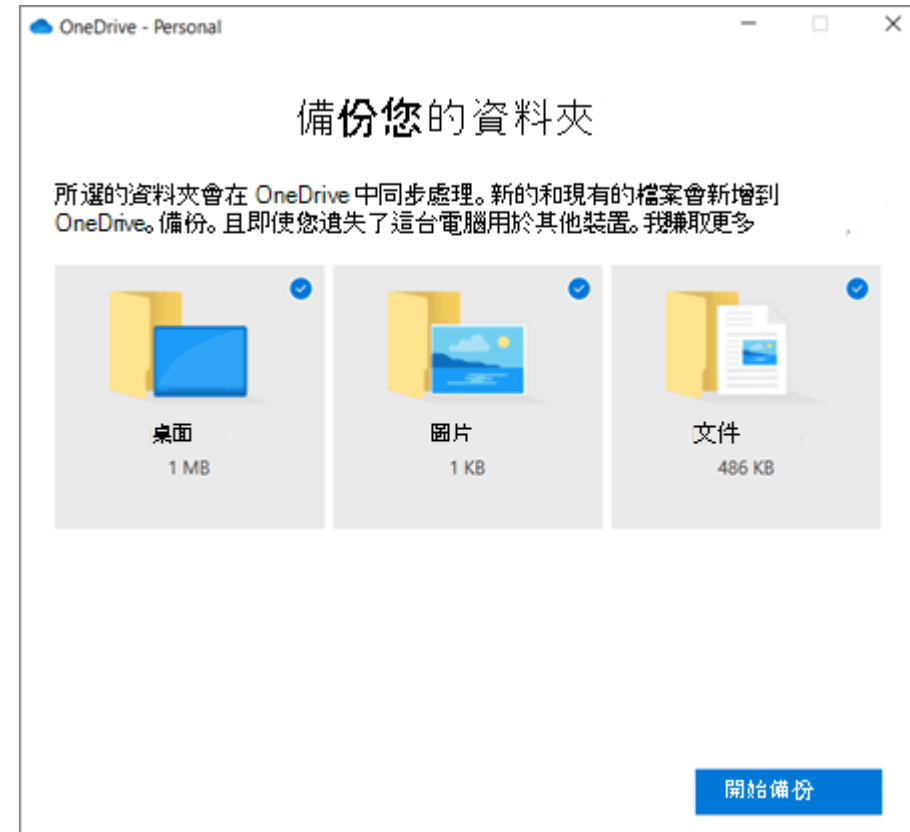 OneDrive - Personal
備份您的資料夾
所選的資料夾會在 OneDrive 中同步處理。新的和現有的檔案會新增到
OneDrive。備份。且即使您遺失了這台電腦用於其他裝置。我賺取更多
桌面
圖片
文件
1 MB
1 KB
486 KB
開始備份